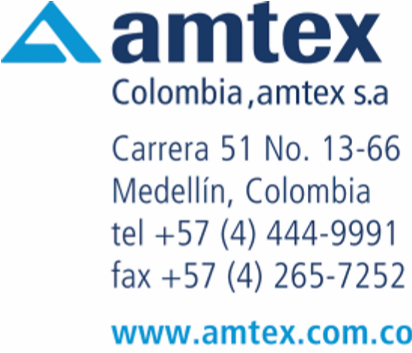 amtex
Colombia,amtex s.a
Carrera 51 No. 13-66
Medellín, Colombia
tel +57 (4) 444-9991
fax +57 (4) 265-7252
www.amtex.com.co